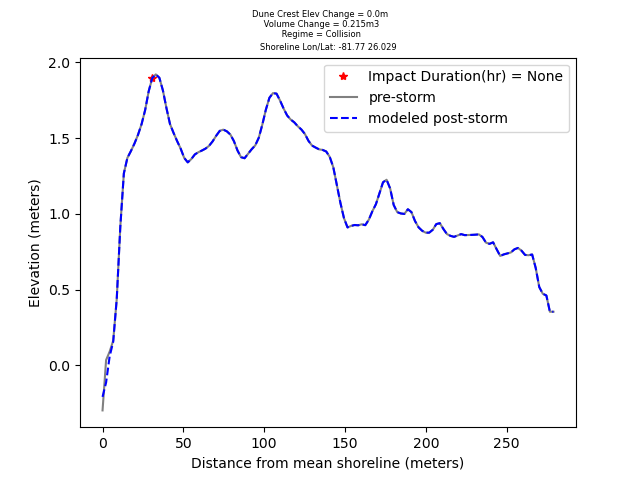 Dune Crest Elev Change = 0.0m
Volume Change = 0.215m3
Regime = Collision
Shoreline Lon/Lat: -81.77 26.029
Impact Duration(hr) = None
pre-storm
modeled post-storm
2.0
1.5
1.0
0.5
0.0
Elevation (meters)
0 50 100 150 200 250
Distance from mean shoreline (meters)